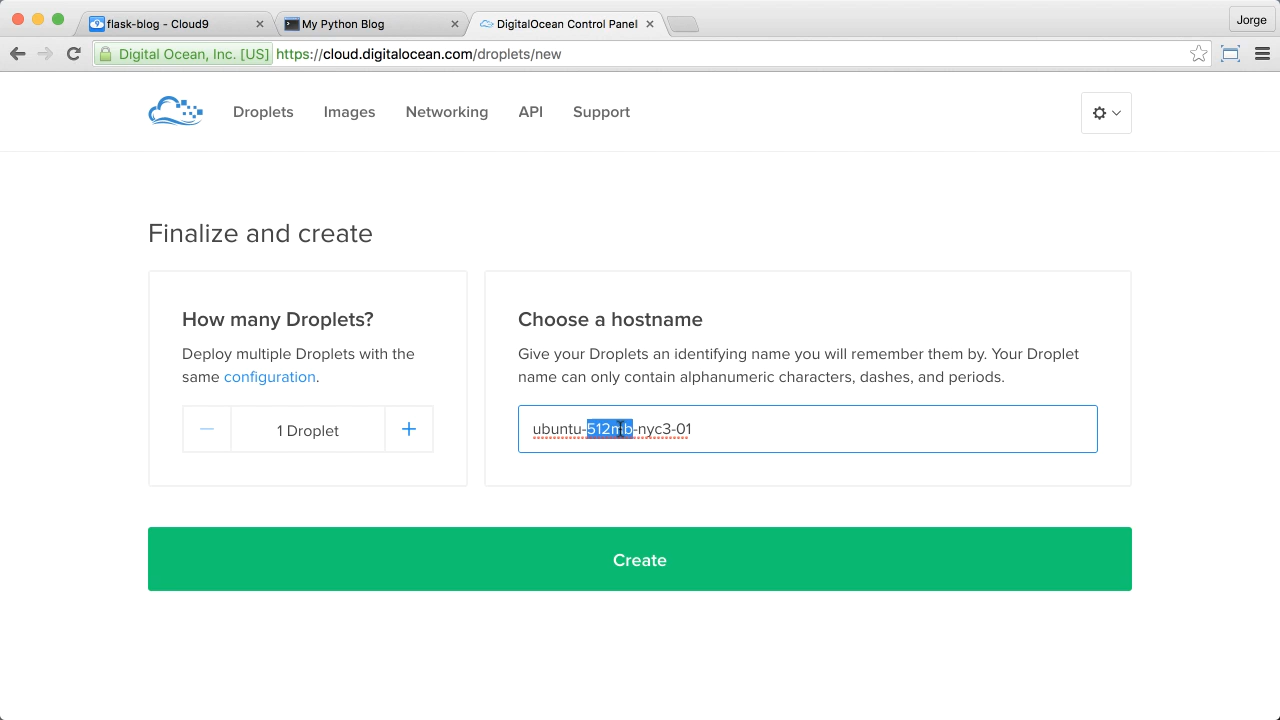 flask-blog - Cloud9
My Python Blog
DigitalOcean Control Panel
Jorge
Digital Ocean, Inc. [US]
https://cloud.digitalocean.com/droplets/new
Droplets
Images
Networking
API
Support
Finalize and create
How many Droplets?
Deploy multiple Droplets with the
same configuration.
1 Droplet
Choose a hostname
Give your Droplets an identifying name you will remember them by. Your Droplet
name can only contain alphanumeric characters, dashes, and periods.
ubuntu-512mb-nyc3-01
Create